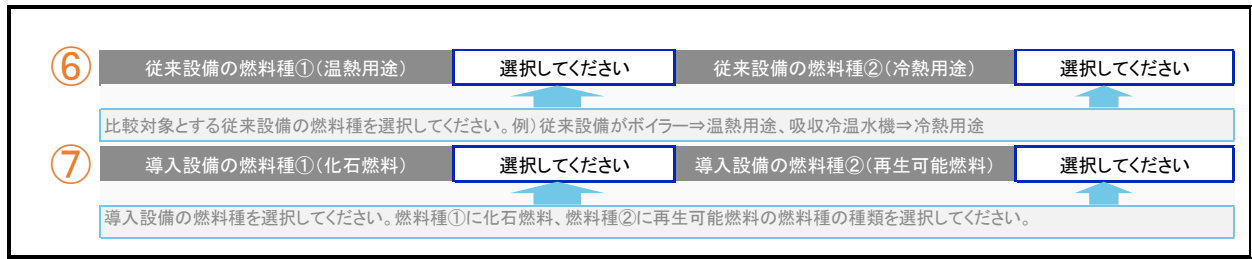 ⑥ 従来設備の燃料種①(温熱用途) 選択してください 従来設備の燃料種②(冷熱用途) 選択してください
比較対象とする従来設備の燃料種を選択してください。例)従来設備がボイラー⇒温熱用途、吸収冷温水機⇒冷熱用途
⑦ 導入設備の燃料種①(化石燃料) 選択してください 導入設備の燃料種②(再生可能燃料) 選択してください
導入設備の燃料種を選択してください。燃料種①に化石燃料、燃料種②に再生可能燃料の燃料種の種類を選択してください。